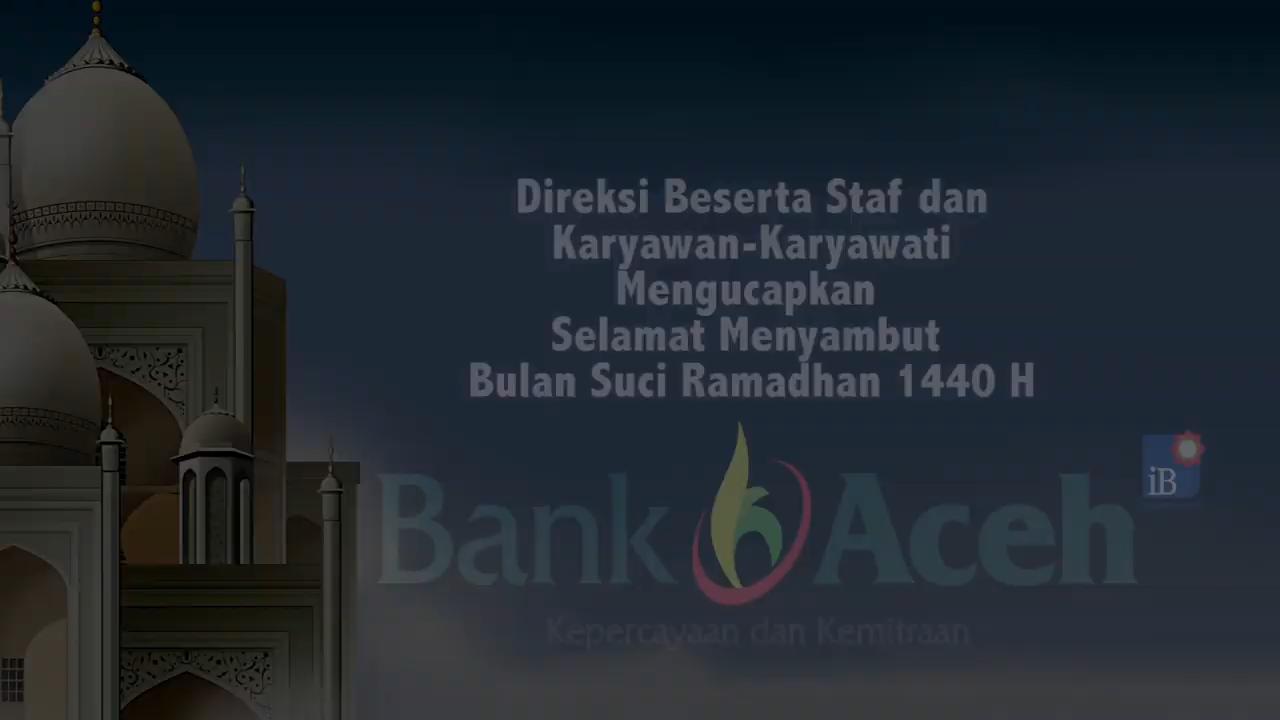 Direksi Beserta Staf dan
Karyawan-Karyawati
Mengucapkan
Selamat Menyambut
Bulan Suci Ramadhan 1440 H
Bank Aceh iB
Kepercayaan dan Kemitraan